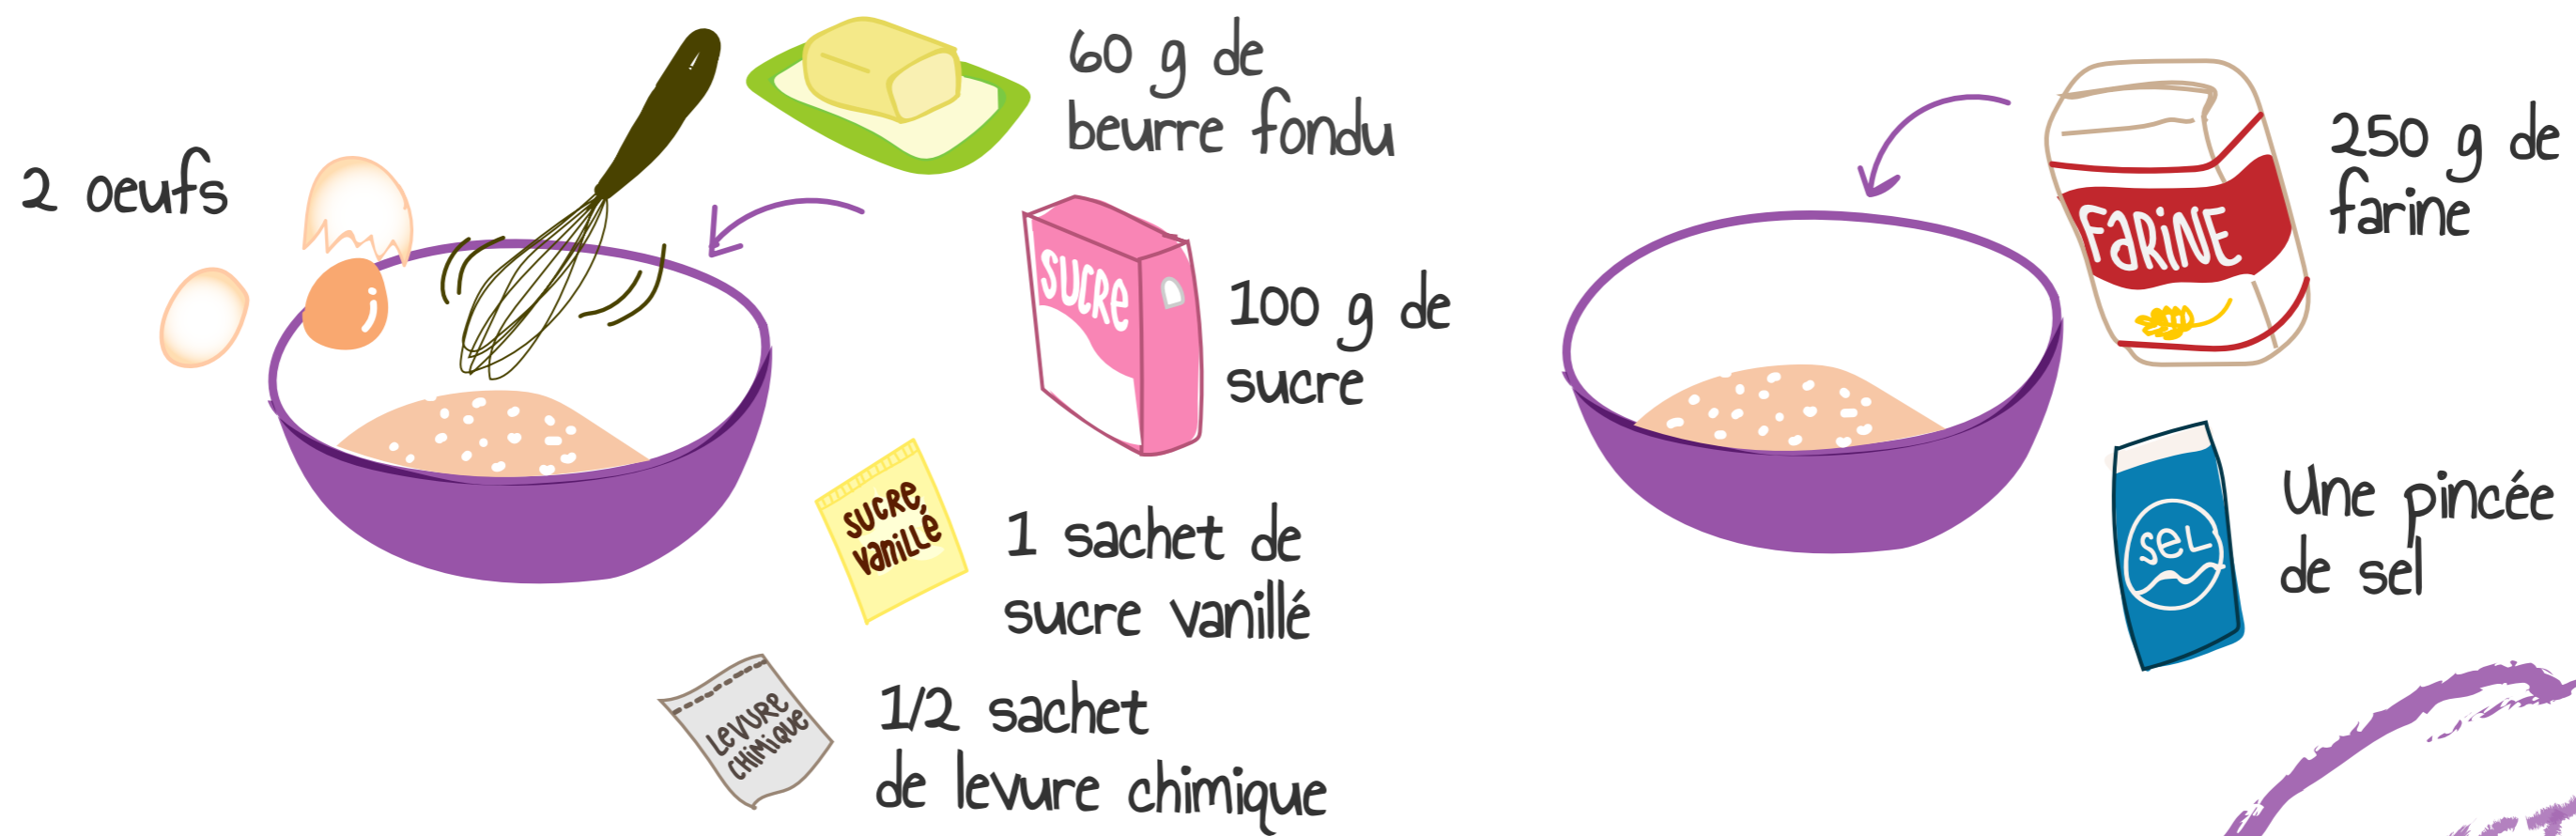 2 oeufs
60 g de
beurre fondu
SUCRE
100 g de
sucre
SUCRE
VANILLÉ
1 sachet de
sucre vanillé
LEVURE
CHIMIQUE
1/2 sachet
de levure chimique
FARINE
250 g de
farine
SEL
Une pincée
de sel